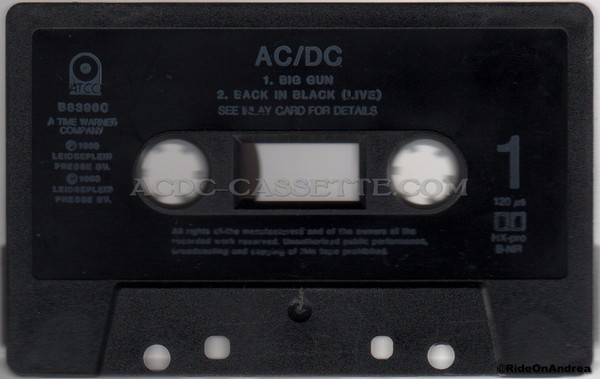 AC/DC
1. BIG GUN
2. BACK IN BLACK (LIVE)
SEE INLAY CARD FOR DETAILS
ATCO
A TIME WARNER
COMPANY
LEIDSEPLEIN
PRESSE BV.
LEIDSEPLEIN
PRESSE BV.
1
120 µs
HX-pro
B-NR
ACDC-CASSETTE.COM
All rights of the manufacturers and of the owners of the
recorded work reserved. Unauthorised public performance,
broadcasting and copying of this tape prohibited.
©RideOnAndrea